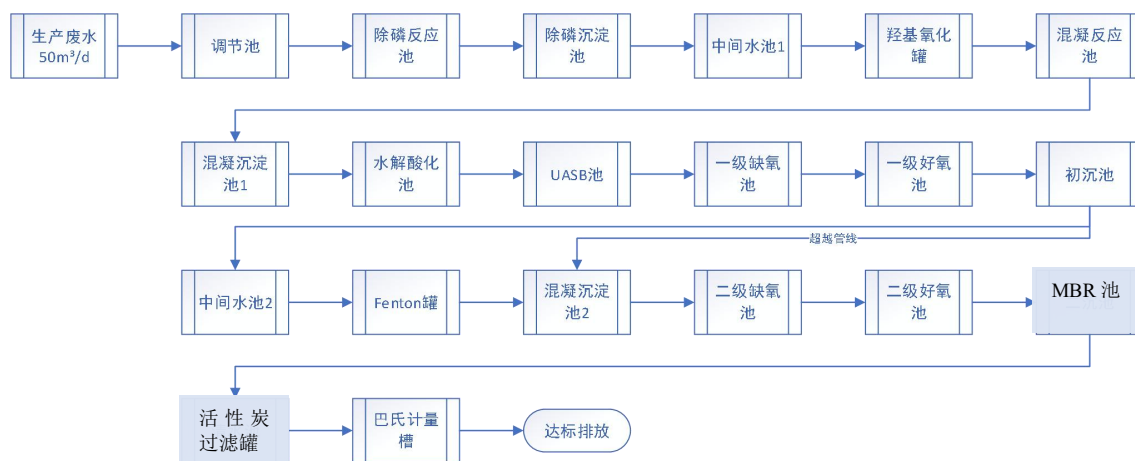 生产废水
50m³/d
调节池
除磷反应
池
除磷沉淀
池
中间水池1
羟基氧化
罐
混凝反应
池
混凝沉淀
池1
水解酸化
池
UASB池
一级缺氧
池
一级好氧
池
初沉池
超越管线
中间水池2
Fenton罐
混凝沉淀
池2
二级缺氧
池
二级好氧
池
MBR 池
活性炭
过滤罐
巴氏计量
槽
达标排放